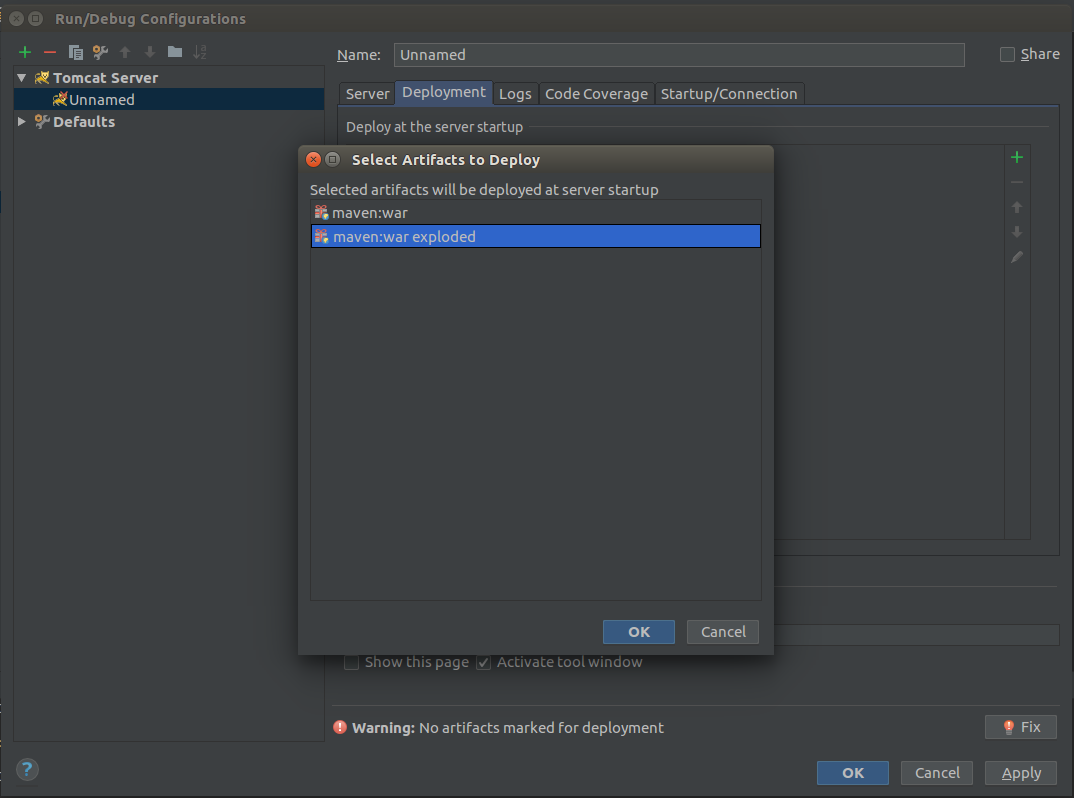 Run/Debug Configurations
Name: Unnamed Share
Tomcat Server
Unnamed
Defaults
Server Deployment Logs Code Coverage Startup/Connection
Deploy at the server startup
Select Artifacts to Deploy
Selected artifacts will be deployed at server startup
maven:war
maven:war exploded
OK Cancel
Show this page Activate tool window
Warning: No artifacts marked for deployment Fix
? OK Cancel Apply